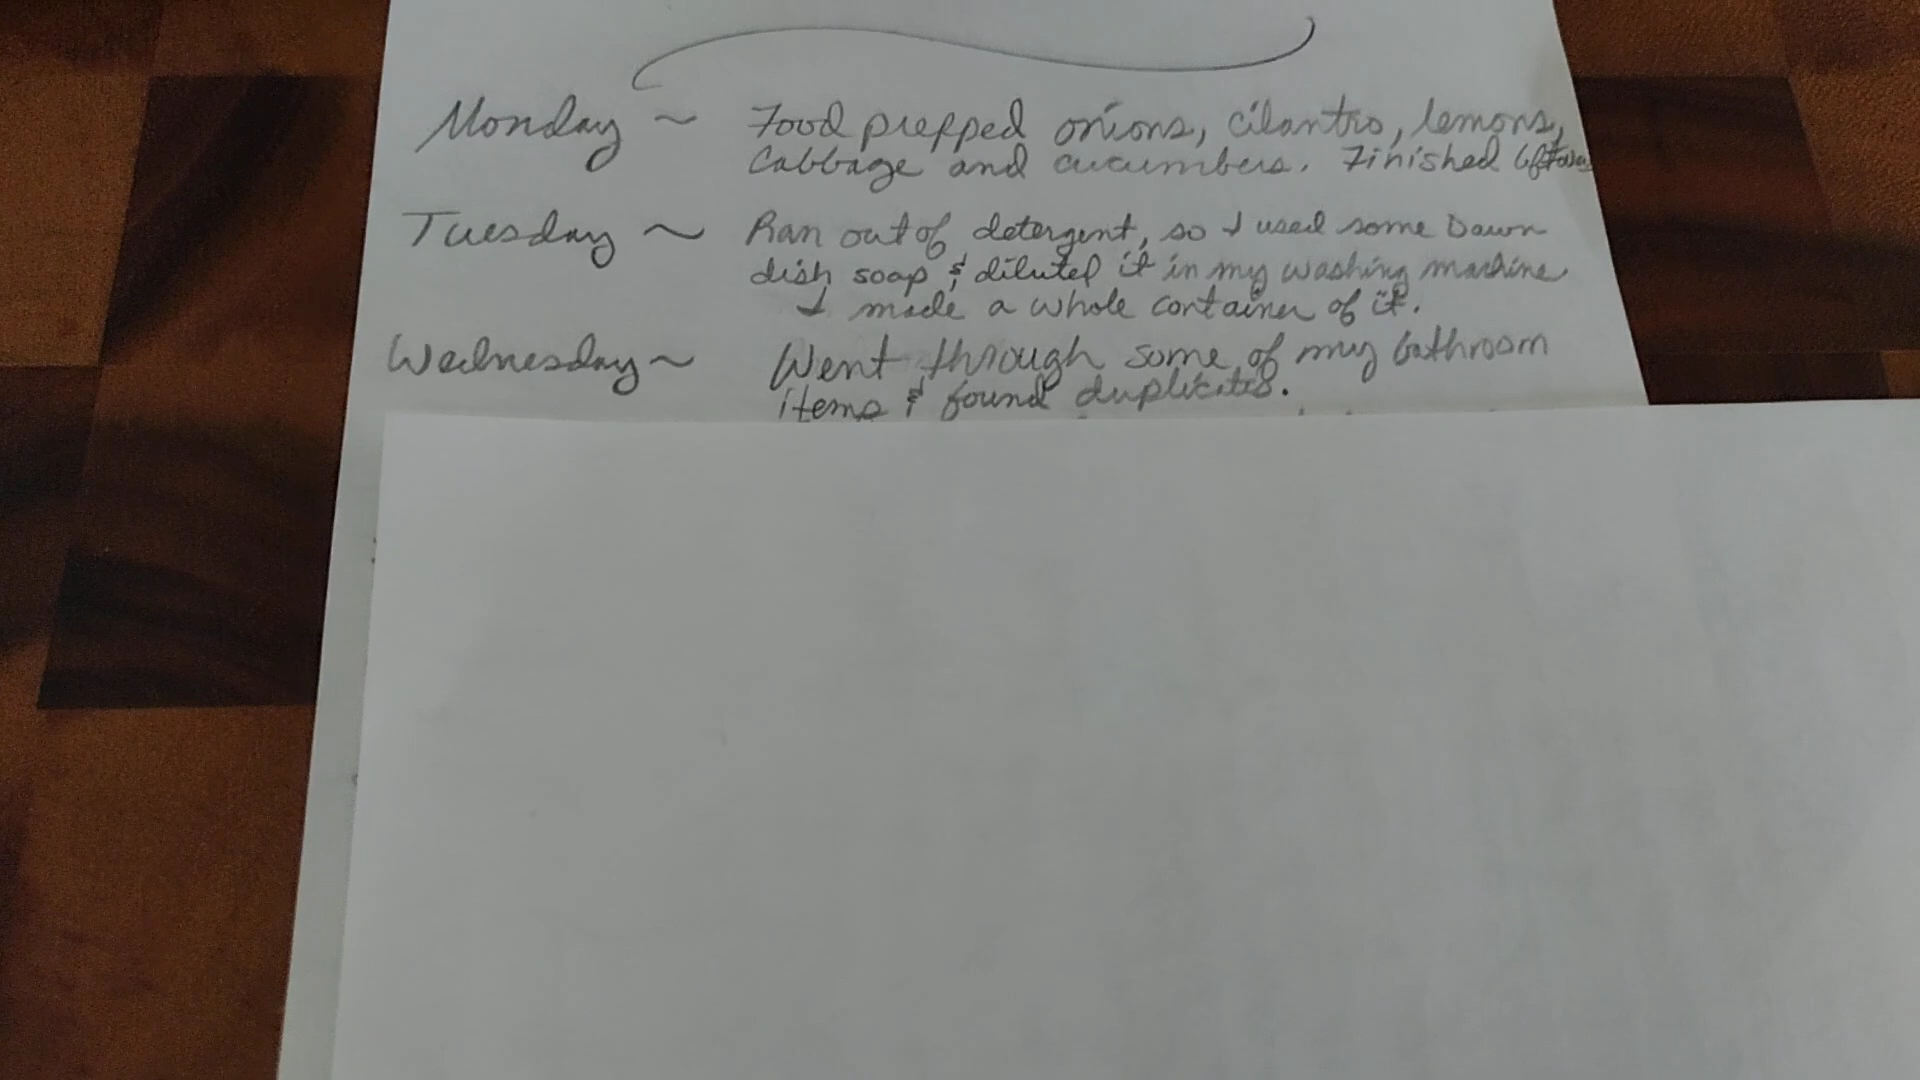 Monday ~ Food prepped onions, cilantro, lemons,
Cabbage and cucumbers. Finished
Tuesday ~ Ran out of detergent, so I used some Dawn
dish soap & diluted it in my washing machine
I made a whole container of it.
Wednesday ~ Went through some of my bathroom
items & found duplicates.